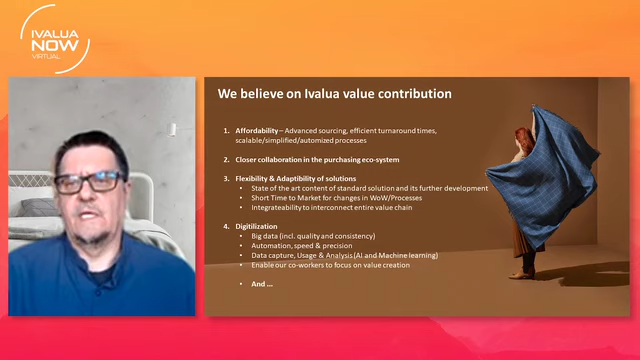 IVALUA
NOW
VIRTUAL
We believe on Ivalua value contribution
1. Affordability – Advanced sourcing, efficient turnaround times,
scalable/simplified/automized processes
2. Closer collaboration in the purchasing eco-system
3. Flexibility & Adaptibility of solutions
• State of the art content of standard solution and its further development
• Short Time to Market for changes in WoW/Processes
• Integrateability to interconnect entire value chain
4. Digitilization
• Big data (incl. quality and consistency)
• Automation, speed & precision
• Data capture, Usage & Analysis (AI and Machine learning)
• Enable our co-workers to focus on value creation
• And ...